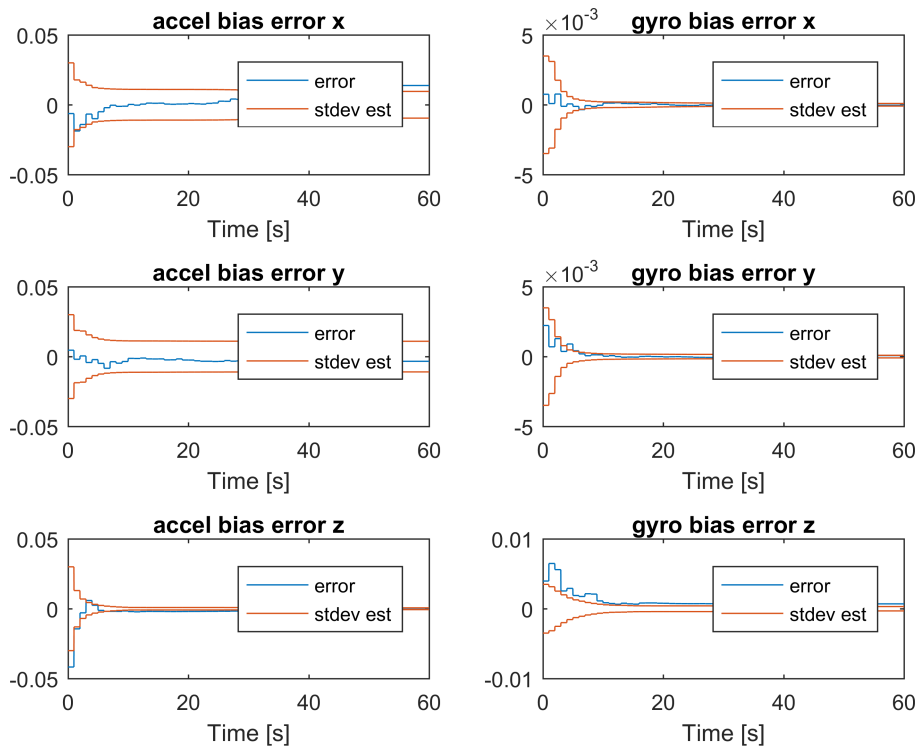 accel bias error x
0.05
0
-0.05
error
stdev est
0 20 40 60
Time [s]
gyro bias error x
×10^-3
5
0
-5
error
stdev est
0 20 40 60
Time [s]
accel bias error y
0.05
0
-0.05
error
stdev est
0 20 40 60
Time [s]
gyro bias error y
×10^-3
5
0
-5
error
stdev est
0 20 40 60
Time [s]
accel bias error z
0.05
0
-0.05
error
stdev est
0 20 40 60
Time [s]
gyro bias error z
0.01
0
-0.01
error
stdev est
0 20 40 60
Time [s]